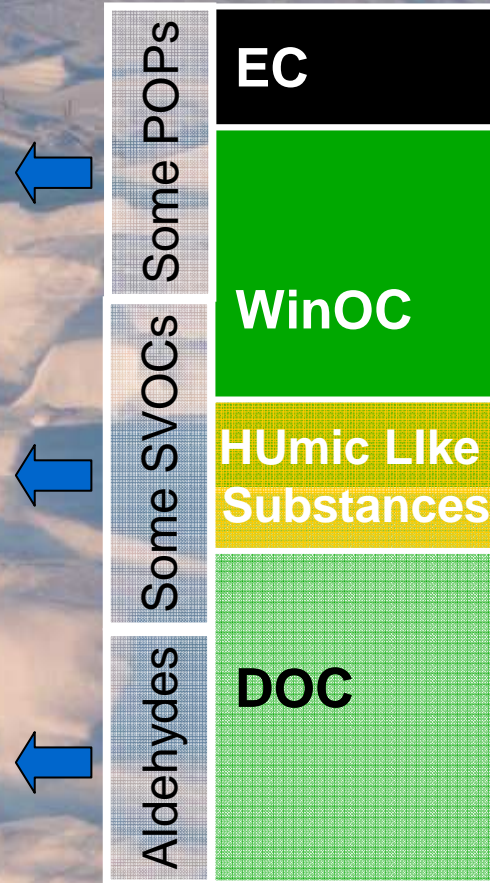 Some POPs
EC
WinOC
Some SVOCs
HUmic LIke
Substances
Aldehydes
DOC